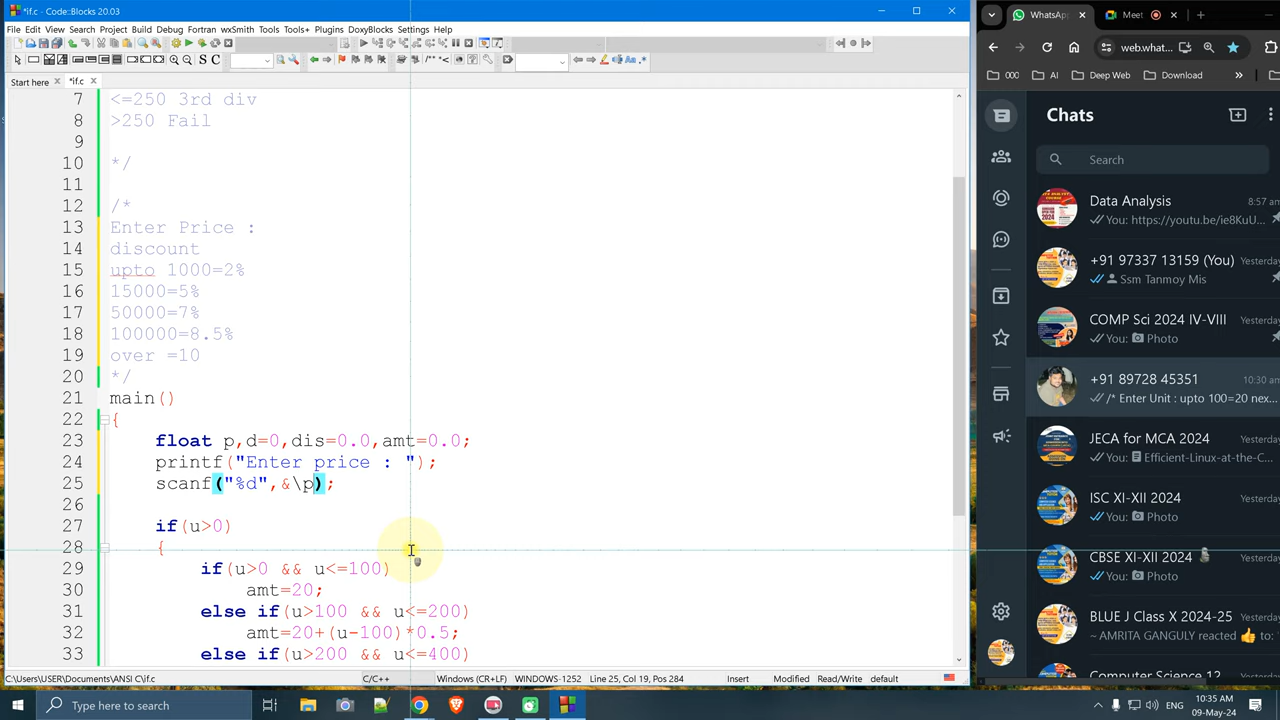 *if.c - Code::Blocks 20.03
File Edit View Search Project Build Debug Fortran wxSmith Tools Tools+ Plugins DoxyBlocks Settings Help
Start here *if.c
7 <=250 3rd div
8 >250 Fail
9
10 */
11
12 /*
13 Enter Price :
14 discount
15 upto 1000=2%
16 15000=5%
17 50000=7%
18 100000=8.5%
19 over =10
20 */
21 main()
22 {
23 float p,d=0,dis=0.0,amt=0.0;
24 printf("Enter price : ");
25 scanf("%d",&\p);
26
27 if(u>0)
28 {
29 if(u>0 && u<=100)
30 amt=20;
31 else if(u>100 && u<=200)
32 amt=20+(u-100)*0.5;
33 else if(u>200 && u<=400)
C:\Users\USER\Documents\ANSI C\if.c C/C++ Windows (CR+LF) WINDOWS-1252 Line 25, Col 19, Pos 284 Insert Modified Read/Write default
WhatsApp Meet
web.wha
000 AI Deep Web Download »
Chats
Search
Data Analysis 8:57 am
You: https://youtu.be/ie8KuU...
+91 97337 13159 (You) Yesterday
Ssm Tanmoy Mis
COMP Sci 2024 IV-VIII Yesterday
You: Photo
+91 89728 45351 10:30 am
/* Enter Unit : upto 100=20 nex...
JECA MCA 2024 Yesterday
You: Efficient-Linux-at-the-C...
ISC XI-XII 2024 Yesterday
You: Photo
CBSE XI-XII 2024 Yesterday
You: Photo
BLUE J Class X 2024-25 Yesterday
~ ANKITA GANGULY reacted 👍 to:
Computer Science 12 Yesterday
Type here to search
ENG 10:35 AM
09-May-24